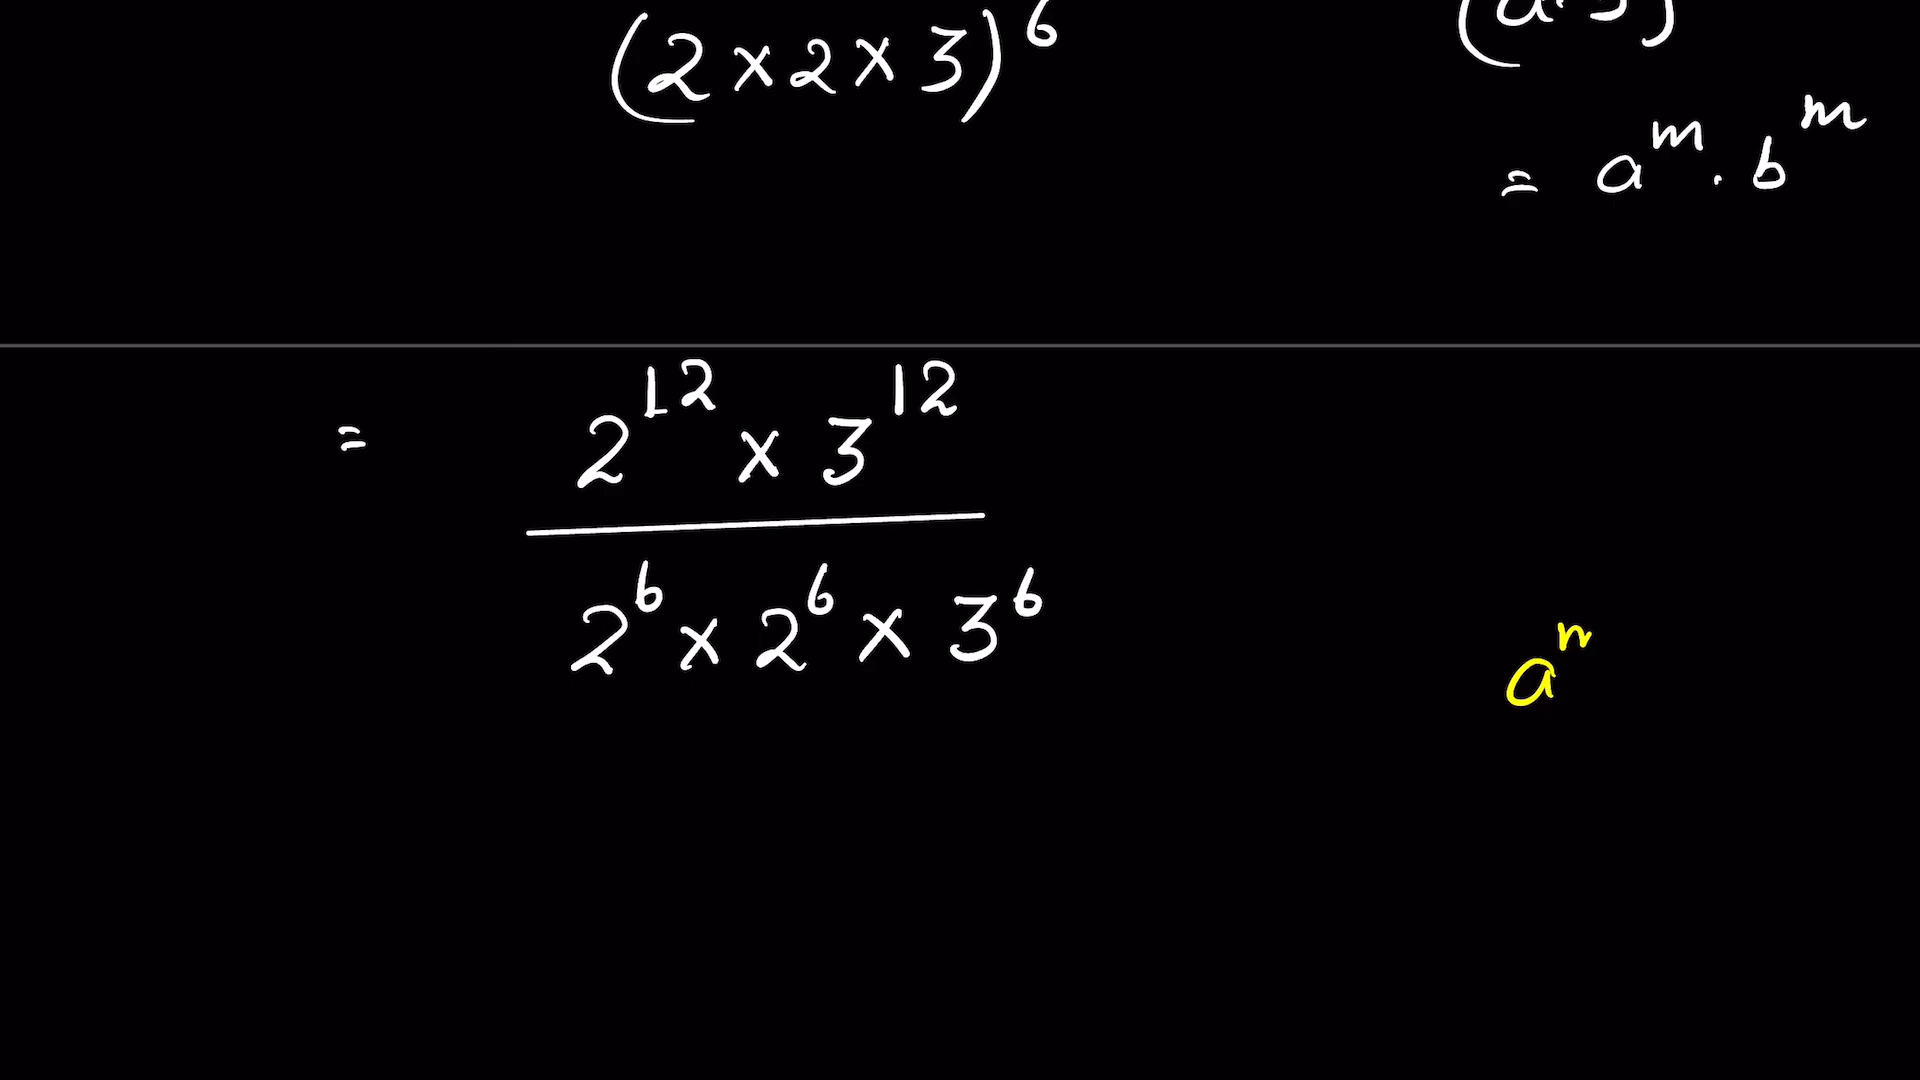 (2 × 2 × 3)^6
= a^m . b^m
= 2^12 × 3^12
2^6 × 2^6 × 3^6
a^n